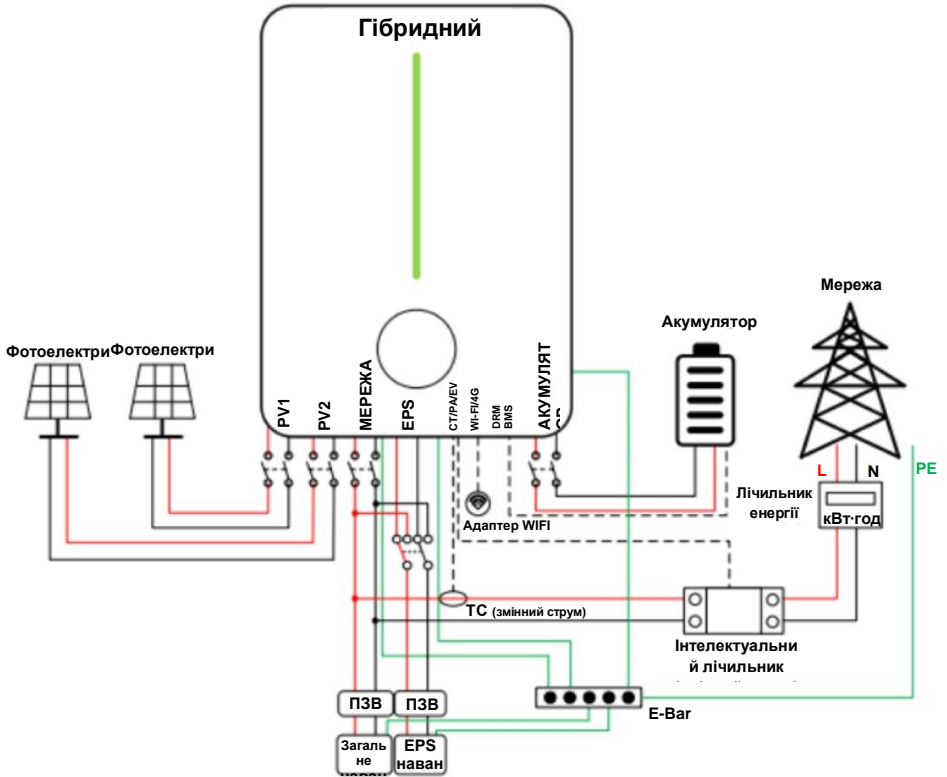 Гібридний
Мережа
Акумулятор
Фотоелектри
Фотоелектри
PV1
PV2
МЕРЕЖА
EPS
CT/PA/EV
WI-FI/4G
DRM
BMS
АКУМУЛЯТ
L
N
PE
Лічильник
енергії
кВт·год
Адаптер WIFI
ТС (змінний струм)
Інтелектуальни
й лічильник
E-Bar
ПЗВ
ПЗВ
Загаль
не
EPS
наван